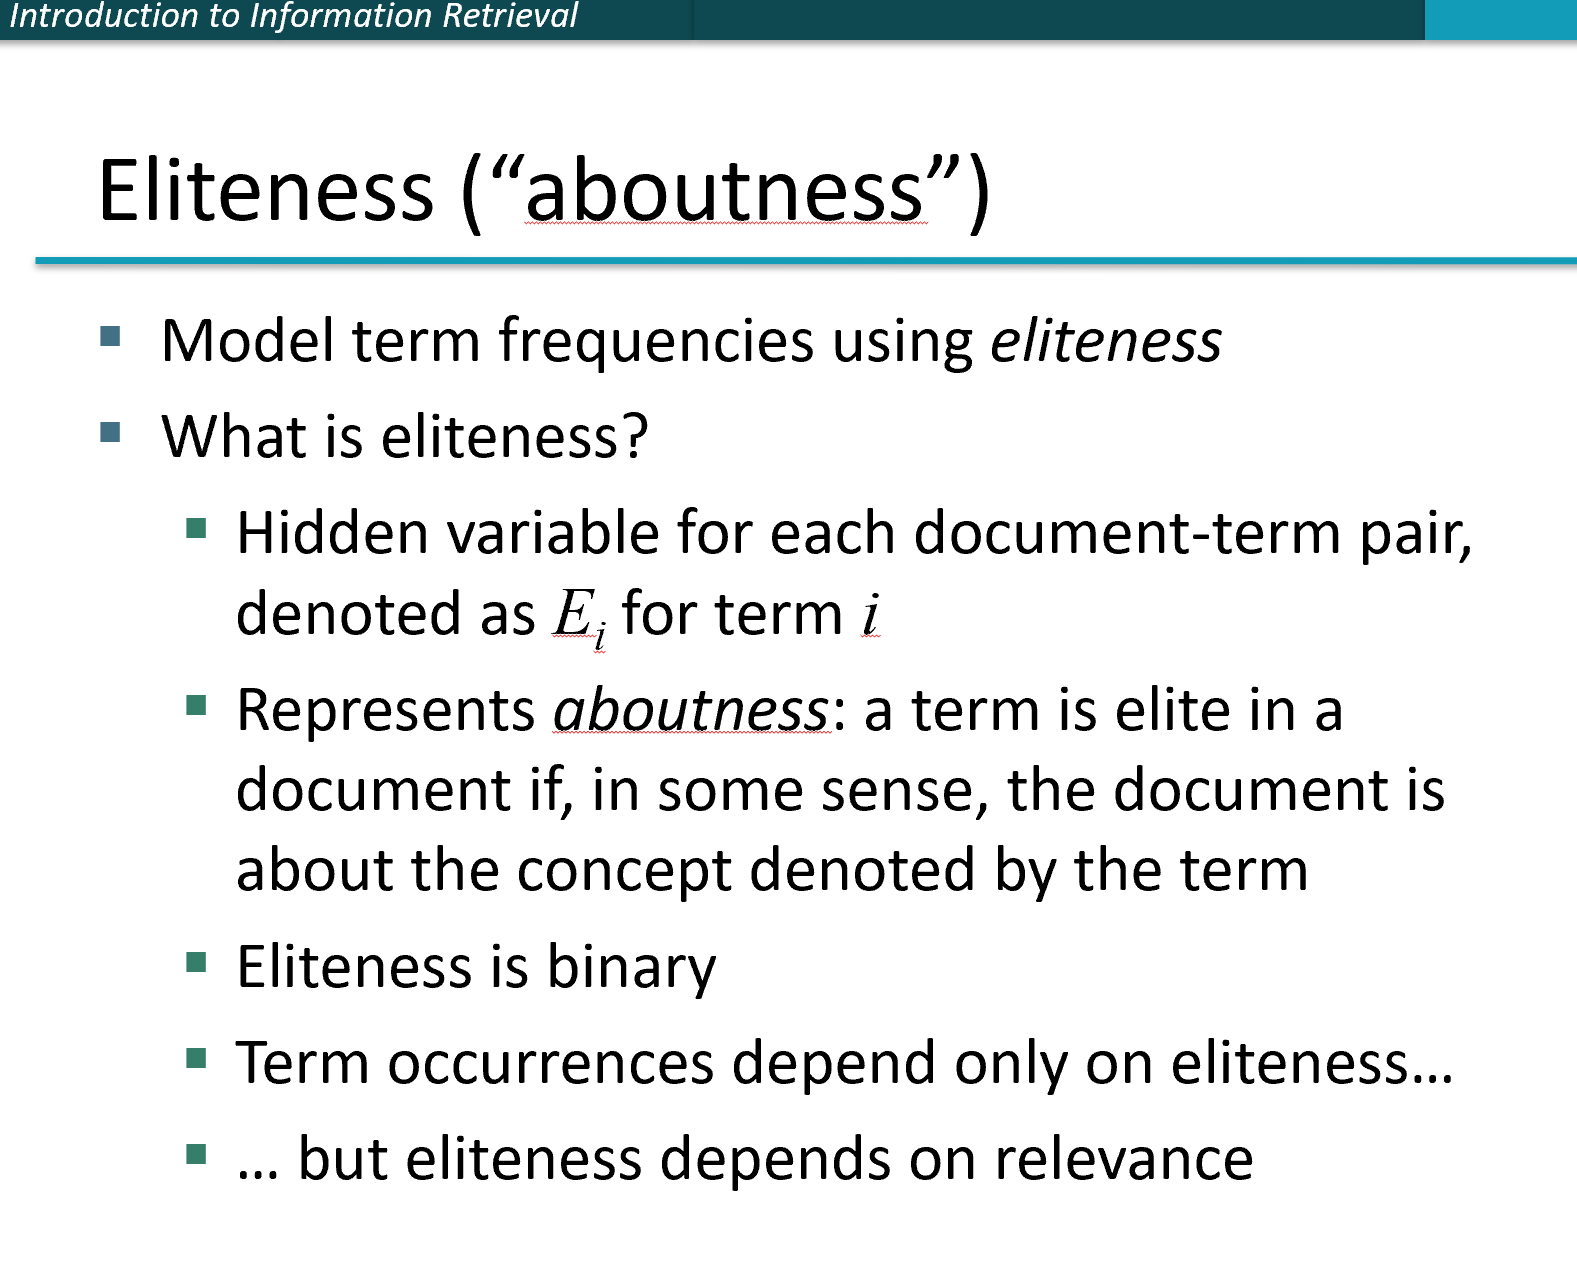 Introduction to Information Retrieval
Eliteness (“aboutness”)
Model term frequencies using eliteness
What is eliteness?
Hidden variable for each document-term pair,
denoted as Ei for term i
Represents aboutness: a term is elite in a
document if, in some sense, the document is
about the concept denoted by the term
Eliteness is binary
Term occurrences depend only on eliteness…
… but eliteness depends on relevance